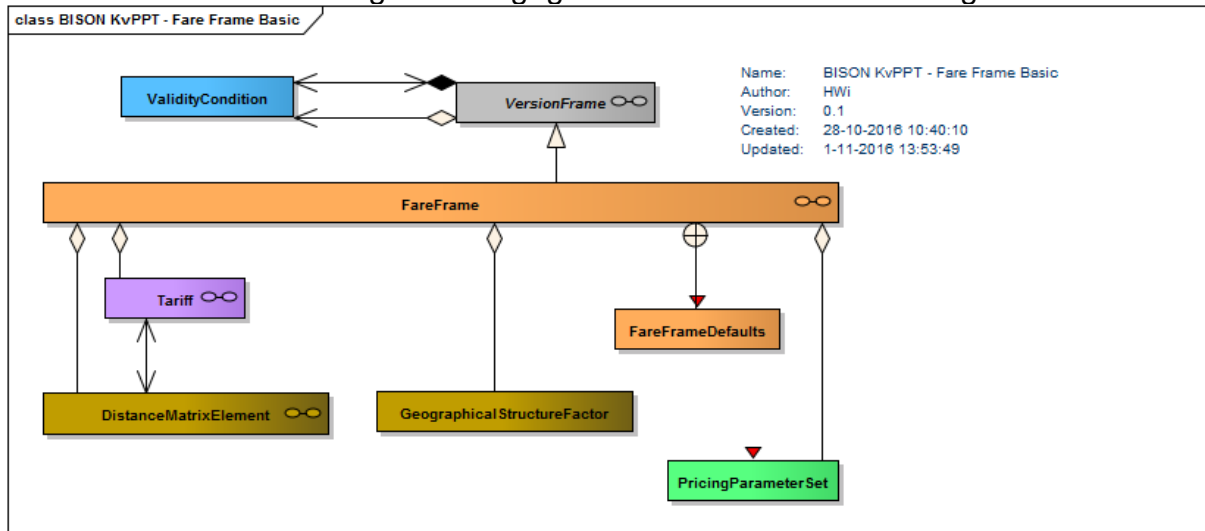 class BISON KvPPT - Fare Frame Basic
Name: BISON KvPPT - Fare Frame Basic
Author: HWi
Version: 0.1
Created: 28-10-2016 10:40:10
Updated: 1-11-2016 13:53:49
ValidityCondition
VersionFrame
FareFrame
Tariff
FareFrameDefaults
DistanceMatrixElement
GeographicalStructureFactor
PricingParameterSet